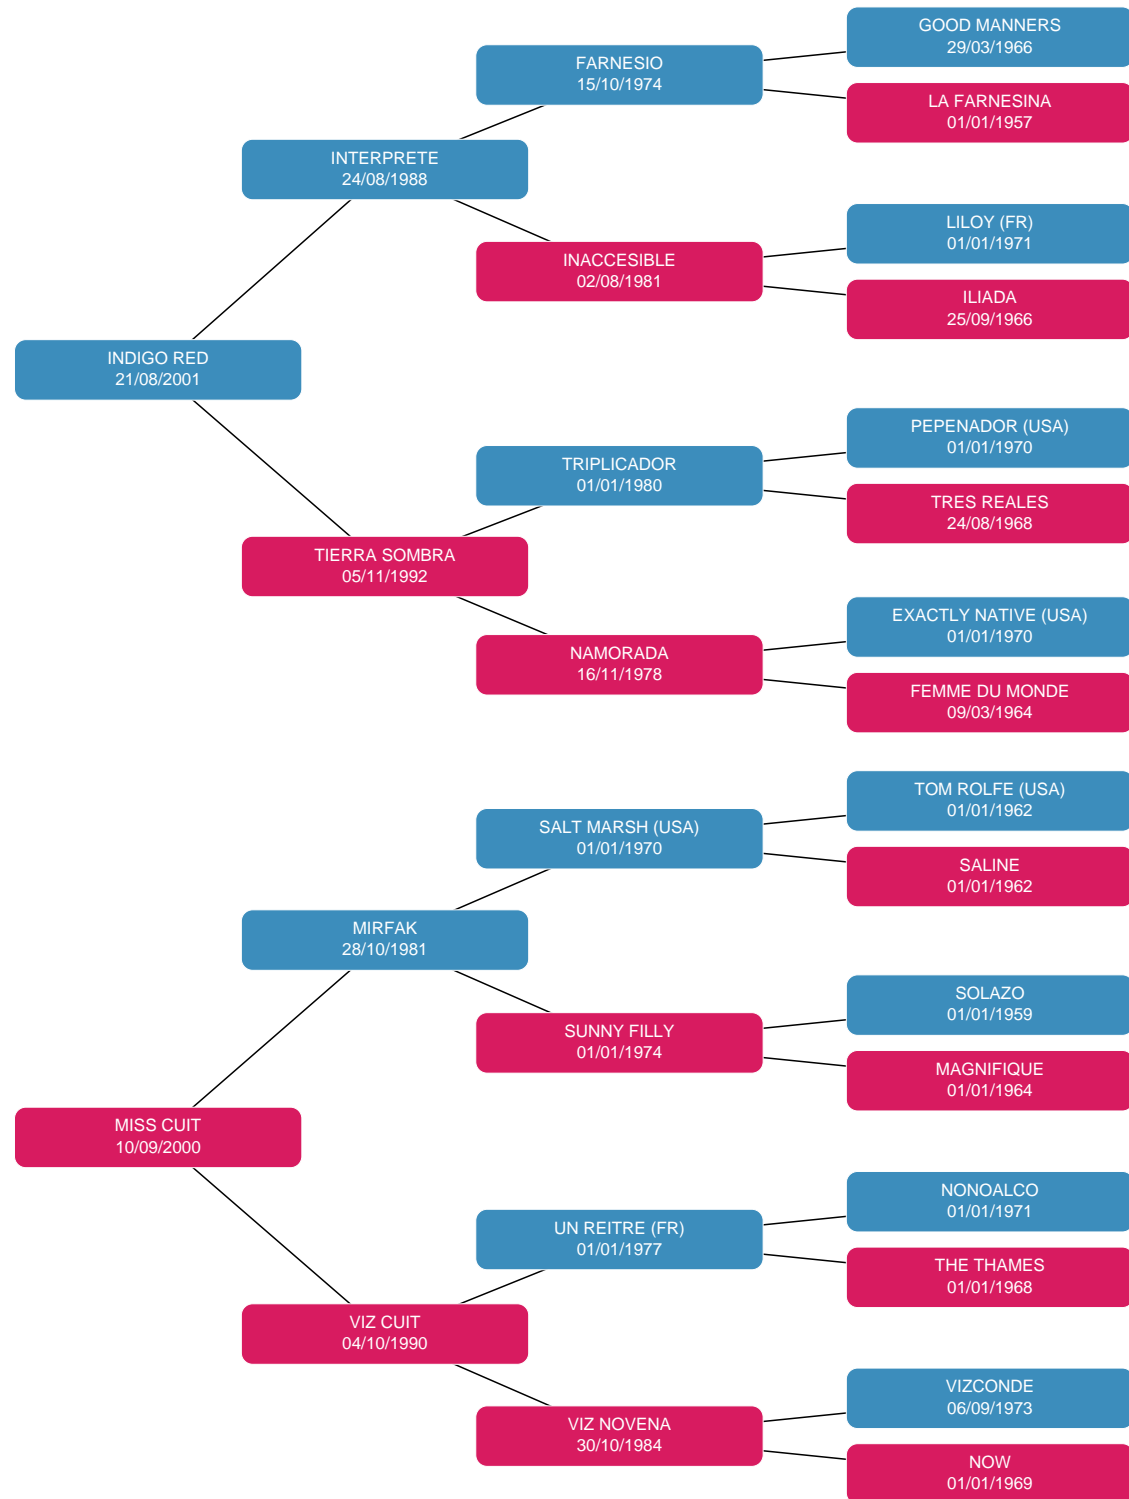 GOOD MANNERS
29/03/1966
FARNESIO
15/10/1974
LA FARNESINA
01/01/1957
INTERPRETE
24/08/1988
LILOY (FR)
01/01/1971
INACCESIBLE
02/08/1981
ILIADA
25/09/1966
INDIGO RED
21/08/2001
PEPENADOR (USA)
01/01/1970
TRIPLICADOR
01/01/1980
TRES REALES
24/08/1968
TIERRA SOMBRA
05/11/1992
EXACTLY NATIVE (USA)
01/01/1970
NAMORADA
16/11/1978
FEMME DU MONDE
09/03/1964
TOM ROLFE (USA)
01/01/1962
SALT MARSH (USA)
01/01/1970
SALINE
01/01/1962
MIRFAK
28/10/1981
SOLAZO
01/01/1959
SUNNY FILLY
01/01/1974
MAGNIFIQUE
01/01/1964
MISS CUIT
10/09/2000
NONOALCO
01/01/1971
UN REITRE (FR)
01/01/1977
THE THAMES
01/01/1968
VIZ CUIT
04/10/1990
VIZCONDE
06/09/1973
VIZ NOVENA
30/10/1984
NOW
01/01/1969